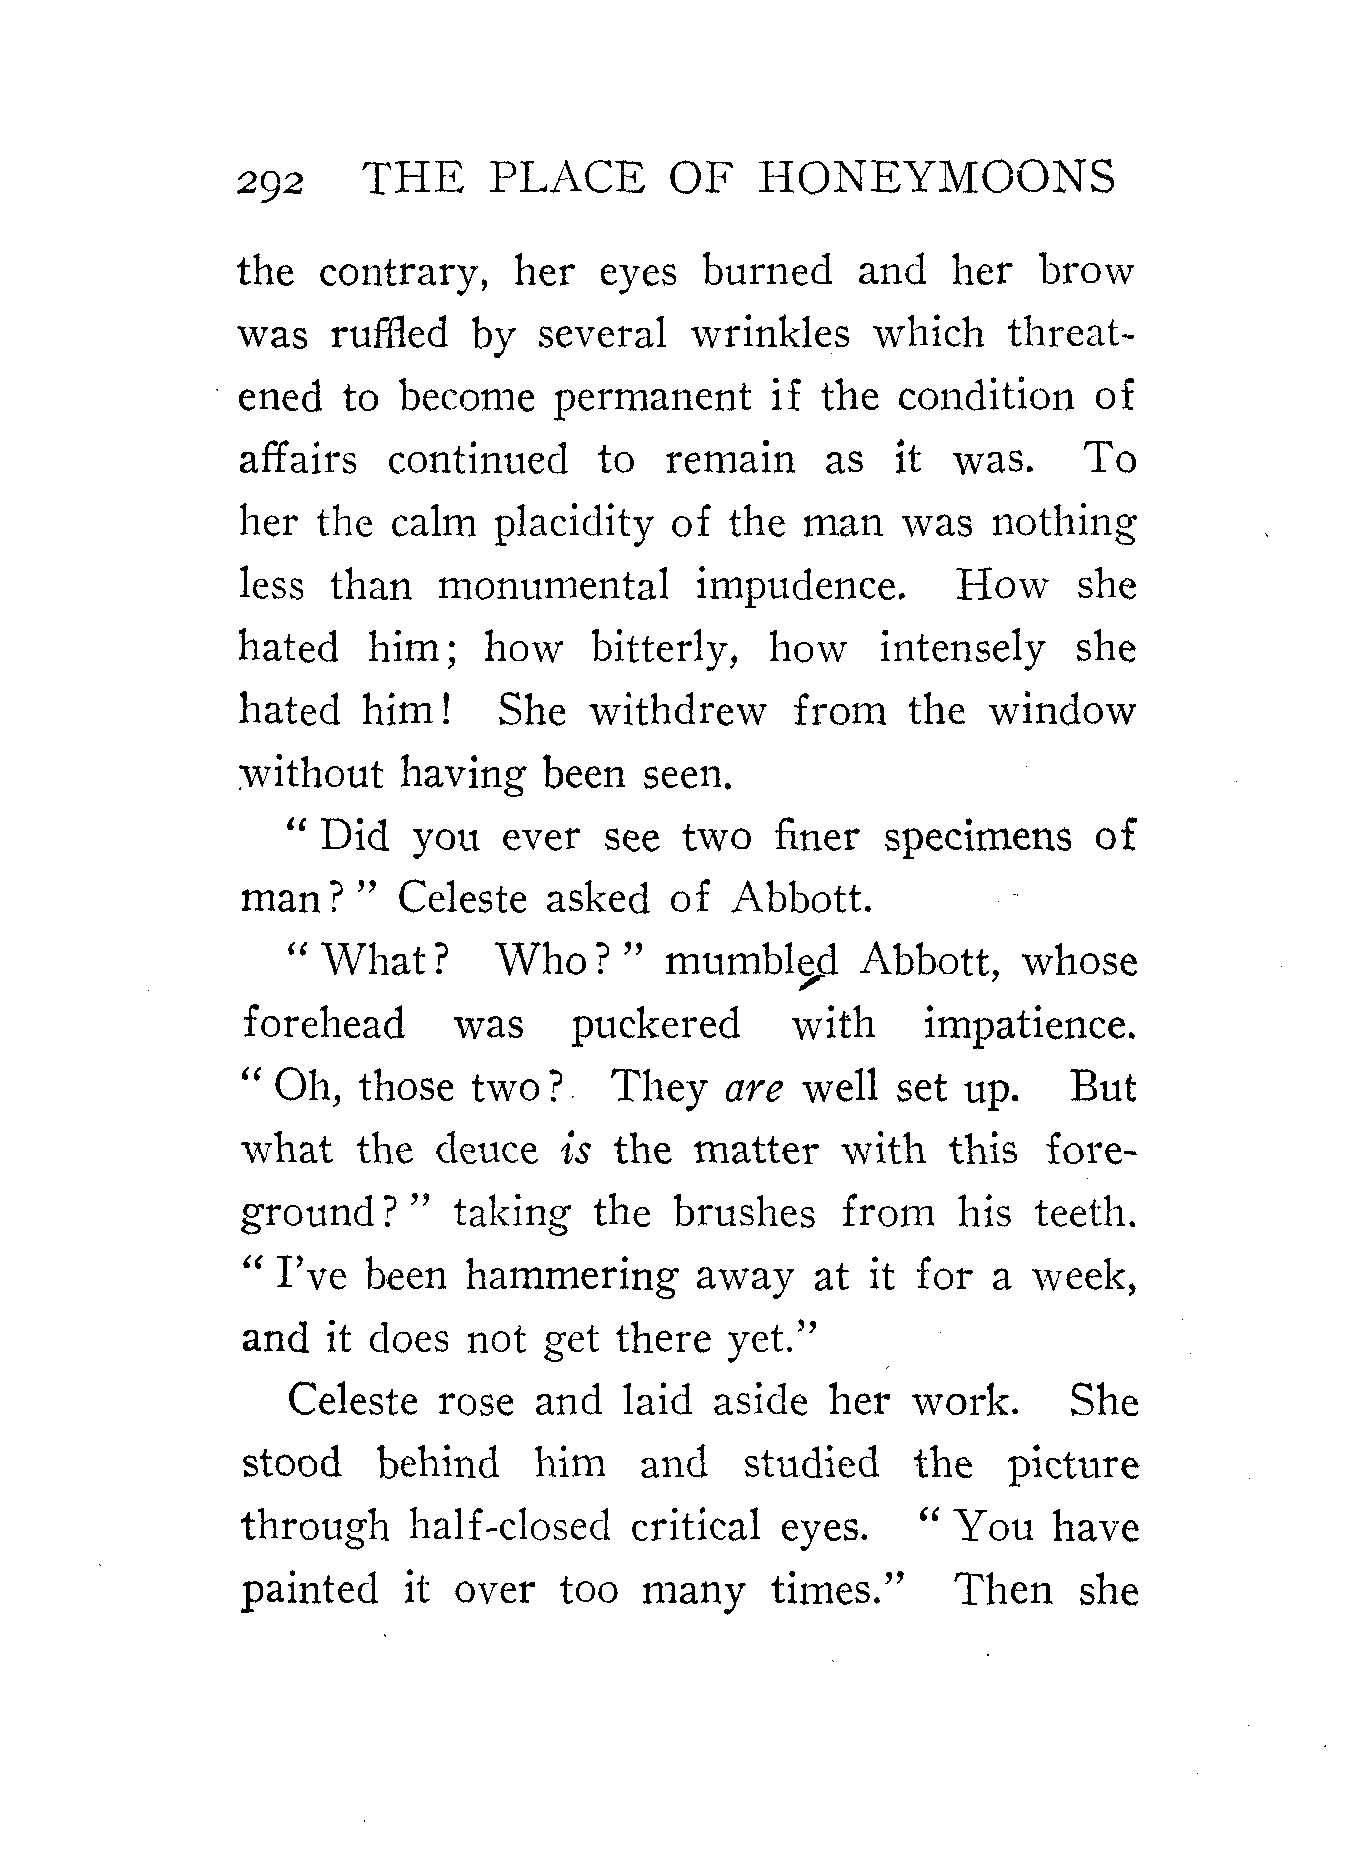 292 THE PLACE OF HONEYMOONS
the contrary, her eyes burned and her brow
was ruffled by several wrinkles which threat-
ened to become permanent if the condition of
affairs continued to remain as it was. To
her the calm placidity of the man was nothing
less than monumental impudence. How she
hated him; how bitterly, how intensely she
hated him! She withdrew from the window
without having been seen.
“Did you ever see two finer specimens of
man?” Celeste asked of Abbott.
“What? Who?” mumbled Abbott, whose
forehead was puckered with impatience.
“Oh, those two? They are well set up. But
what the deuce is the matter with this fore-
ground?” taking the brushes from his teeth.
“I’ve been hammering away at it for a week,
and it does not get there yet.”
Celeste rose and laid aside her work. She
stood behind him and studied the picture
through half-closed critical eyes. “You have
painted it over too many times.” Then she